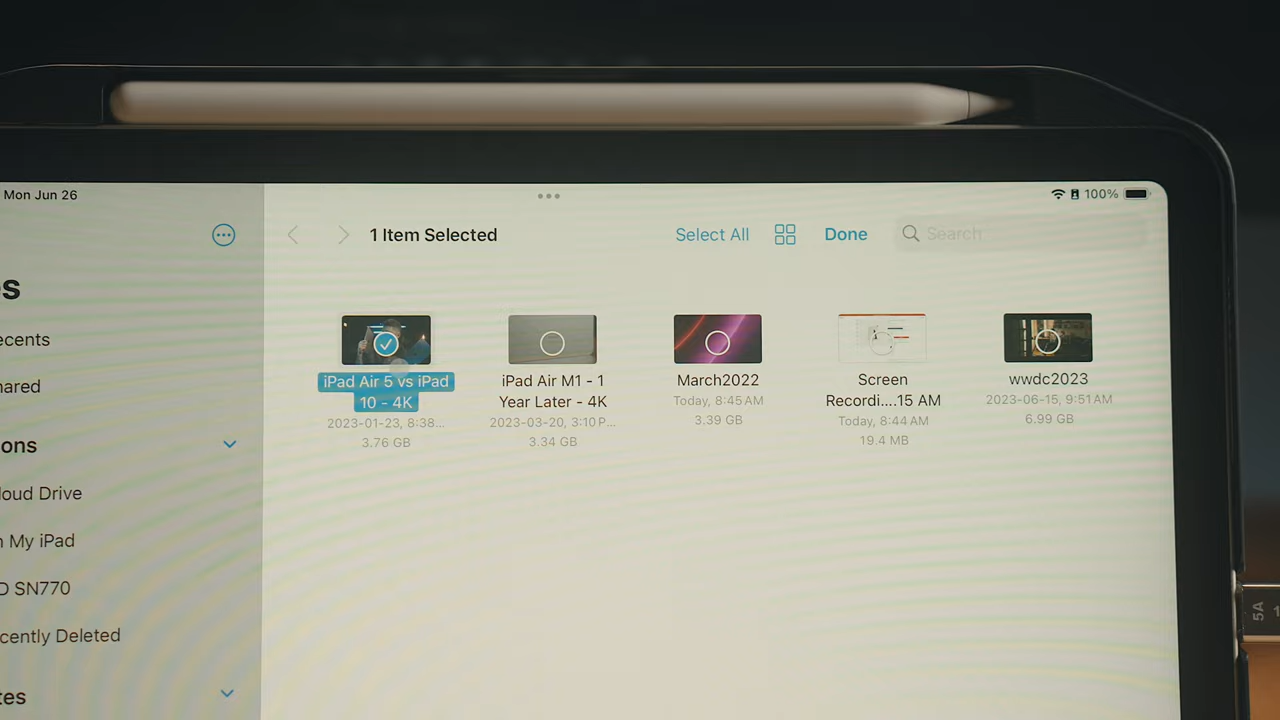 Mon Jun 26
100%
1 Item Selected
Select All
Done
Search
s
ecents
nared
ons
loud Drive
n My iPad
D SN770
cently Deleted
tes
iPad Air 5 vs iPad
10 - 4K
2023-01-23, 8:38...
3.76 GB
iPad Air M1 - 1
Year Later - 4K
2023-03-20, 3:10 P...
3.34 GB
March2022
Today, 8:45 AM
3.39 GB
Screen
Recordi....15 AM
Today, 8:44 AM
19.4 MB
wwdc2023
2023-06-15, 9:51 AM
6.99 GB
5A